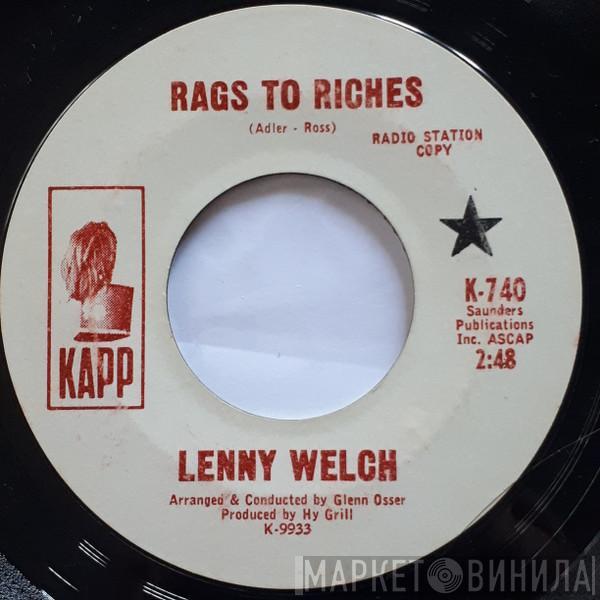 RAGS TO RICHES
(Adler - Ross)
RADIO STATION
COPY
KAPP
K-740
Saunders
Publications
Inc. ASCAP
2:48
LENNY WELCH
Arranged & Conducted by Glenn Osser
Produced by Hy Grill
K-9933
МАРКЕТ ВИНИЛА